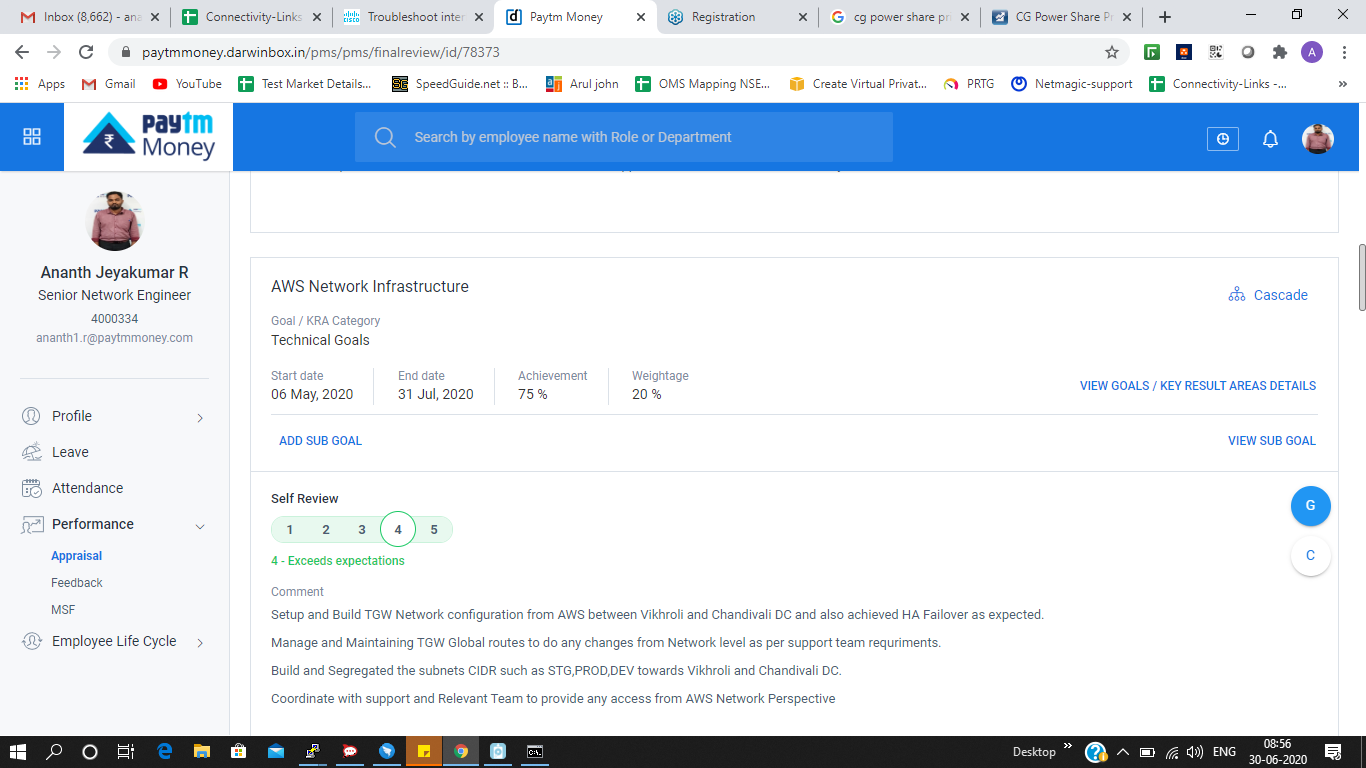 Inbox (8,662) - ana
Connectivity-Links
Troubleshoot inter
Paytm Money
Registration
cg power share pr
CG Power Share Pr
paytmmoney.darwinbox.in/pms/pms/finalreview/id/78373
A
Apps
Gmail
YouTube
Test Market Details...
SpeedGuide.net :: B...
Arul john
OMS Mapping NSE...
Create Virtual Privat...
PRTG
Netmagic-support
Connectivity-Links -...
»
paytm
Money
Search by employee name with Role or Department
Ananth Jeyakumar R
Senior Network Engineer
4000334
ananth1.r@paytmmoney.com
Profile
Leave
Attendance
Performance
Appraisal
Feedback
MSF
Employee Life Cycle
AWS Network Infrastructure
Cascade
Goal / KRA Category
Technical Goals
Start date
06 May, 2020
End date
31 Jul, 2020
Achievement
75 %
Weightage
20 %
VIEW GOALS / KEY RESULT AREAS DETAILS
ADD SUB GOAL
VIEW SUB GOAL
Self Review
1 2 3 4 5
4 - Exceeds expectations
G
C
Comment
Setup and Build TGW Network configuration from AWS between Vikhroli and Chandivali DC and also achieved HA Failover as expected.
Manage and Maintaining TGW Global routes to do any changes from Network level as per support team requriments.
Build and Segregated the subnets CIDR such as STG,PROD,DEV towards Vikhroli and Chandivali DC.
Coordinate with support and Relevant Team to provide any access from AWS Network Perspective
Desktop
»
ENG
08:56
30-06-2020